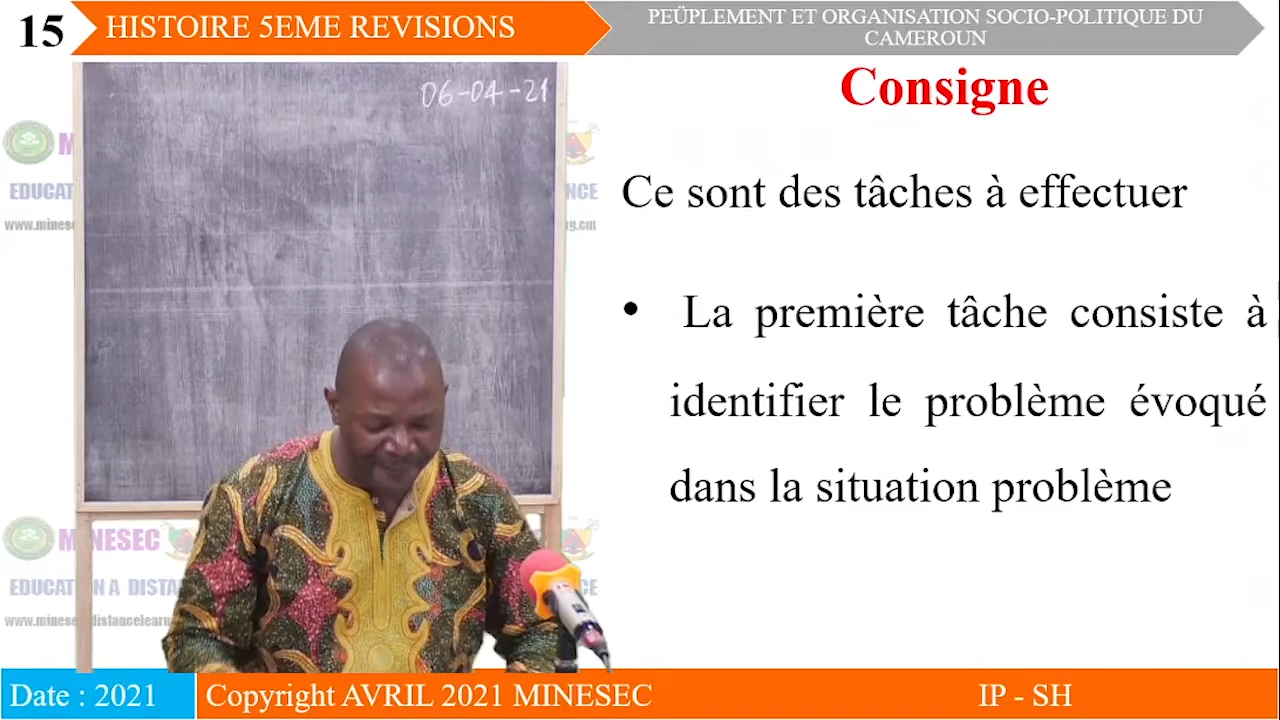 15
HISTOIRE 5EME REVISIONS
PEÜPLEMENT ET ORGANISATION SOCIO-POLITIQUE DU
CAMEROUN
06-04-21
Consigne
Ce sont des tâches à effectuer
• La première tâche consiste à
identifier le problème évoqué
dans la situation problème
MINESEC
Date : 2021
Copyright AVRIL 2021 MINESEC
IP - SH